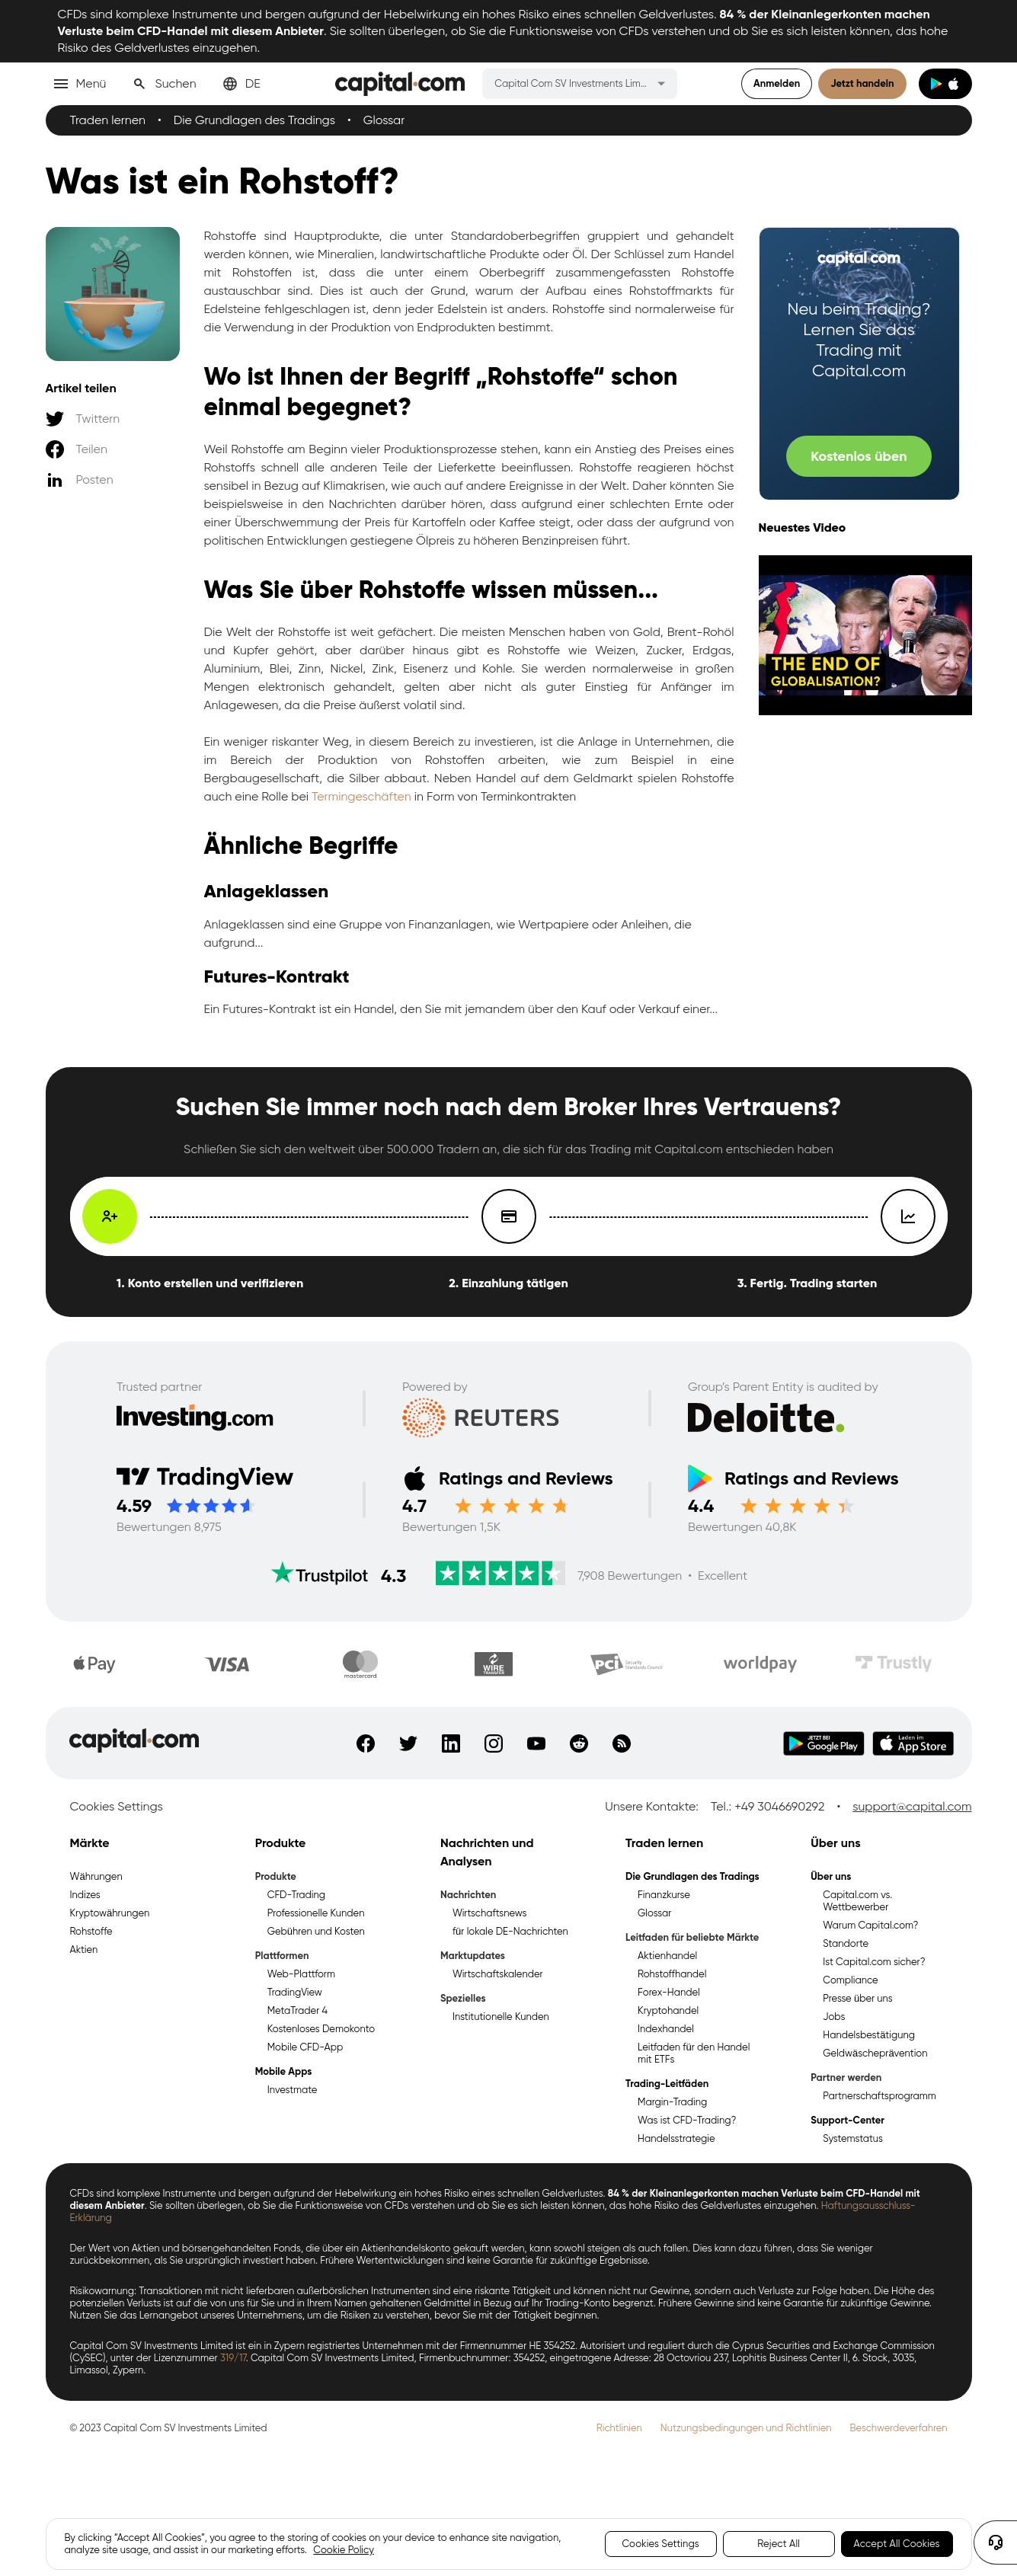 CFDs sind komplexe Instrumente und bergen aufgrund der Hebelwirkung ein hohes Risiko eines schnellen Geldverlustes. 84 % der Kleinanlegerkonten machen
Verluste beim CFD-Handel mit diesem Anbieter. Sie sollten überlegen, ob Sie die Funktionsweise von CFDs verstehen und ob Sie es sich leisten können, das hohe
Risiko des Geldverlustes einzugehen.
Menü
Suchen
DE
capital.com
Capital Com SV Investments Lim...
Anmelden
Jetzt handeln
Traden lernen • Die Grundlagen des Tradings • Glossar
Was ist ein Rohstoff?
Artikel teilen
Twittern
Teilen
Posten
Rohstoffe sind Hauptprodukte, die unter Standardoberbegriffen gruppiert und gehandelt
werden können, wie Mineralien, landwirtschaftliche Produkte oder Öl. Der Schlüssel zum Handel
mit Rohstoffen ist, dass die unter einem Oberbegriff zusammengefassten Rohstoffe
austauschbar sind. Dies ist auch der Grund, warum der Aufbau eines Rohstoffmarkts für
Edelsteine fehlgeschlagen ist, denn jeder Edelstein ist anders. Rohstoffe sind normalerweise für
die Verwendung in der Produktion von Endprodukten bestimmt.
Wo ist Ihnen der Begriff „Rohstoffe“ schon
einmal begegnet?
Weil Rohstoffe am Beginn vieler Produktionsprozesse stehen, kann ein Anstieg des Preises eines
Rohstoffs schnell alle anderen Teile der Lieferkette beeinflussen. Rohstoffe reagieren höchst
sensibel in Bezug auf Klimakrisen, wie auch auf andere Ereignisse in der Welt. Daher könnten Sie
beispielsweise in den Nachrichten darüber hören, dass aufgrund einer schlechten Ernte oder
einer Überschwemmung der Preis für Kartoffeln oder Kaffee steigt, oder dass der aufgrund von
politischen Entwicklungen gestiegene Ölpreis zu höheren Benzinpreisen führt.
Was Sie über Rohstoffe wissen müssen...
Die Welt der Rohstoffe ist weit gefächert. Die meisten Menschen haben von Gold, Brent-Rohöl
und Kupfer gehört, aber darüber hinaus gibt es Rohstoffe wie Weizen, Zucker, Erdgas,
Aluminium, Blei, Zinn, Nickel, Zink, Eisenerz und Kohle. Sie werden normalerweise in großen
Mengen elektronisch gehandelt, gelten aber nicht als guter Einstieg für Anfänger im
Anlagewesen, da die Preise äußerst volatil sind.
Ein weniger riskanter Weg, in diesem Bereich zu investieren, ist die Anlage in Unternehmen, die
im Bereich der Produktion von Rohstoffen arbeiten, wie zum Beispiel in eine
Bergbaugesellschaft, die Silber abbaut. Neben Handel auf dem Geldmarkt spielen Rohstoffe
auch eine Rolle bei Termingeschäften in Form von Terminkontrakten
Ähnliche Begriffe
Anlageklassen
Anlageklassen sind eine Gruppe von Finanzanlagen, wie Wertpapiere oder Anleihen, die
aufgrund...
Futures-Kontrakt
Ein Futures-Kontrakt ist ein Handel, den Sie mit jemandem über den Kauf oder Verkauf einer...
capital.com
Neu beim Trading?
Lernen Sie das
Trading mit
Capital.com
Kostenlos üben
Neuestes Video
THE END OF
GLOBALISATION?
Suchen Sie immer noch nach dem Broker Ihres Vertrauens?
Schließen Sie sich den weltweit über 500.000 Tradern an, die sich für das Trading mit Capital.com entschieden haben
1. Konto erstellen und verifizieren
2. Einzahlung tätigen
3. Fertig. Trading starten
Trusted partner
Investing.com
Powered by
REUTERS
Group's Parent Entity is audited by
Deloitte.
TradingView
4.59
Bewertungen 8,975
Ratings and Reviews
4.7
Bewertungen 1,5K
Ratings and Reviews
4.4
Bewertungen 40,8K
Trustpilot 4.3 7,908 Bewertungen • Excellent
Pay
VISA
mastercard
WIRE
TRANSFER
PCI Security
Standards Council
worldpay
Trustly
capital.com
JETZT BEI
Google Play
Laden im
App Store
Cookies Settings
Unsere Kontakte: Tel.: +49 3046690292 • support@capital.com
Märkte
Währungen
Indizes
Kryptowährungen
Rohstoffe
Aktien
Produkte
Produkte
CFD-Trading
Professionelle Kunden
Gebühren und Kosten
Plattformen
Web-Plattform
TradingView
MetaTrader 4
Kostenloses Demokonto
Mobile CFD-App
Mobile Apps
Investmate
Nachrichten und
Analysen
Nachrichten
Wirtschaftsnews
für lokale DE-Nachrichten
Marktupdates
Wirtschaftskalender
Spezielles
Institutionelle Kunden
Traden lernen
Die Grundlagen des Tradings
Finanzkurse
Glossar
Leitfaden für beliebte Märkte
Aktienhandel
Rohstoffhandel
Forex-Handel
Kryptohandel
Indexhandel
Leitfaden für den Handel
mit ETFs
Trading-Leitfäden
Margin-Trading
Was ist CFD-Trading?
Handelsstrategie
Über uns
Über uns
Capital.com vs.
Wettbewerber
Warum Capital.com?
Standorte
Ist Capital.com sicher?
Compliance
Presse über uns
Jobs
Handelsbestätigung
Geldwäscheprävention
Partner werden
Partnerschaftsprogramm
Support-Center
Systemstatus
CFDs sind komplexe Instrumente und bergen aufgrund der Hebelwirkung ein hohes Risiko eines schnellen Geldverlustes. 84 % der Kleinanlegerkonten machen Verluste beim CFD-Handel mit
diesem Anbieter. Sie sollten überlegen, ob Sie die Funktionsweise von CFDs verstehen und ob Sie es sich leisten können, das hohe Risiko des Geldverlustes einzugehen. Haftungsausschluss-
Erklärung
Der Wert von Aktien und börsengehandelten Fonds, die über ein Aktienhandelskonto gekauft werden, kann sowohl steigen als auch fallen. Dies kann dazu führen, dass Sie weniger
zurückbekommen, als Sie ursprünglich investiert haben. Frühere Wertentwicklungen sind keine Garantie für zukünftige Ergebnisse.
Risikowarnung: Transaktionen mit nicht lieferbaren außerbörslichen Instrumenten sind eine riskante Tätigkeit und können nicht nur Gewinne, sondern auch Verluste zur Folge haben. Die Höhe des
potenziellen Verlusts ist auf die von uns für Sie und in Ihrem Namen gehaltenen Geldmittel in Bezug auf Ihr Trading-Konto begrenzt. Frühere Gewinne sind keine Garantie für zukünftige Gewinne.
Nutzen Sie das Lernangebot unseres Unternehmens, um die Risiken zu verstehen, bevor Sie mit der Tätigkeit beginnen.
Capital Com SV Investments Limited ist ein in Zypern registriertes Unternehmen mit der Firmennummer HE 354252. Autorisiert und reguliert durch die Cyprus Securities and Exchange Commission
(CySEC), unter der Lizenznummer 319/17. Capital Com SV Investments Limited, Firmenbuchnummer: 354252, eingetragene Adresse: 28 Octovriou 237, Lophitis Business Center II, 6. Stock, 3035,
Limassol, Zypern.
© 2023 Capital Com SV Investments Limited
Richtlinien Nutzungsbedingungen und Richtlinien Beschwerdeverfahren
By clicking “Accept All Cookies”, you agree to the storing of cookies on your device to enhance site navigation,
analyze site usage, and assist in our marketing efforts. Cookie Policy
Cookies Settings
Reject All
Accept All Cookies